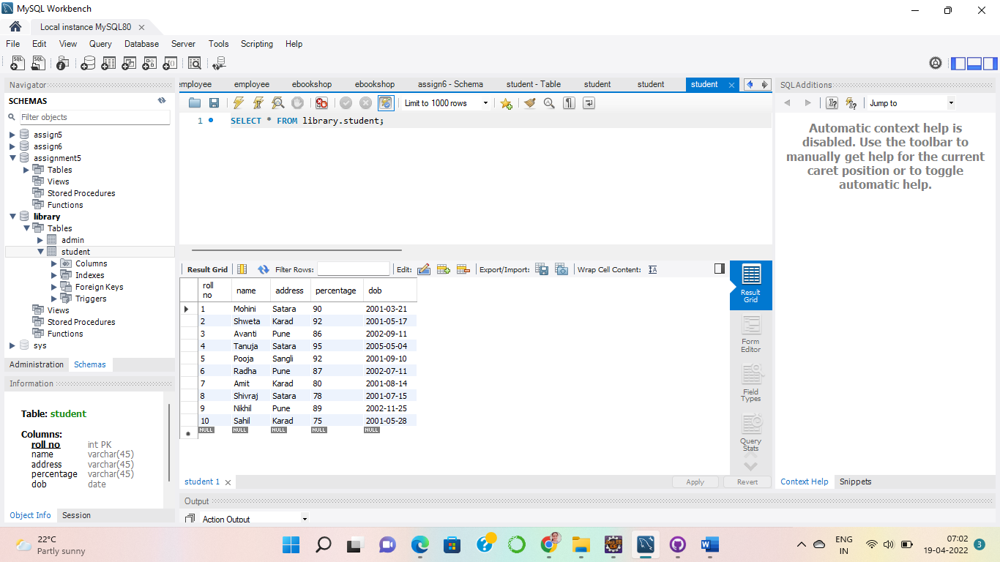 MySQL Workbench
Local instance MySQL80
File Edit View Query Database Server Tools Scripting Help
Navigator
SCHEMAS
Filter objects
assign5
assign6
assignment5
Tables
Views
Stored Procedures
Functions
library
Tables
admin
student
Columns
Indexes
Foreign Keys
Triggers
Views
Stored Procedures
Functions
sys
Administration Schemas
Information
Table: student
Columns:
roll no int PK
name varchar(45)
address varchar(45)
percentage varchar(45)
dob date
Object Info Session
employee employee ebookshop ebookshop assign6 - Schema student - Table student student student
Limit to 1000 rows
1 SELECT * FROM library.student;
Result Grid Filter Rows: Edit: Export/Import: Wrap Cell Content:
roll no name address percentage dob
1 Mohini Satara 90 2001-03-21
2 Shweta Karad 92 2001-05-17
3 Avanti Pune 86 2002-09-11
4 Tanuja Satara 95 2005-05-04
5 Pooja Sangli 92 2001-09-10
6 Radha Pune 87 2002-07-11
7 Amit Karad 80 2001-08-14
8 Shivraj Satara 78 2001-07-15
9 Nikhil Pune 89 2002-11-25
10 Sahil Karad 75 2001-05-28
NULL NULL NULL NULL NULL
Result Grid
Form Editor
Field Types
Query Stats
student 1 Apply Revert
Output
Action Output
SQLAdditions
Jump to
Automatic context help is
disabled. Use the toolbar to
manually get help for the current
caret position or to toggle
automatic help.
Context Help Snippets
22°C
Partly sunny
ENG
IN
07:02
19-04-2022
3